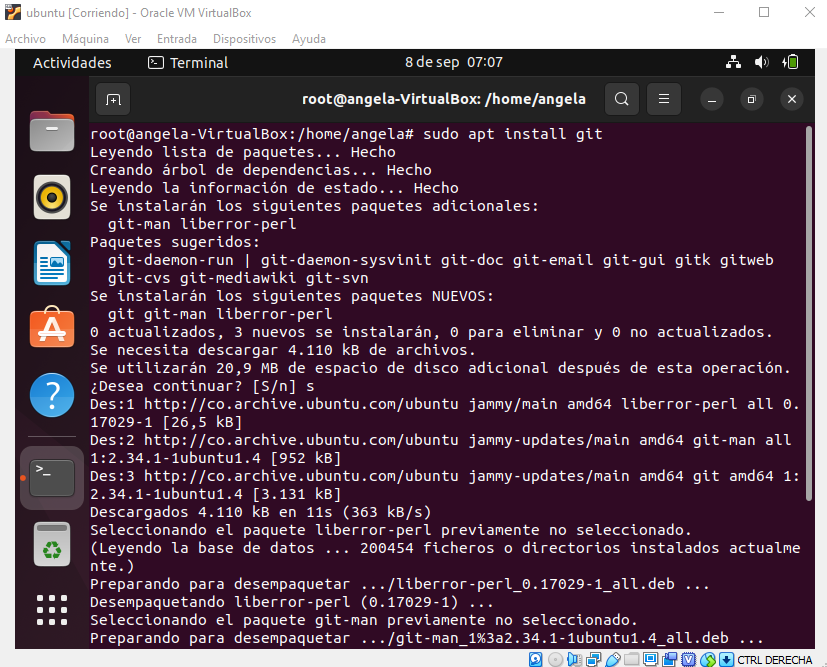 ubuntu [Corriendo] - Oracle VM VirtualBox
Archivo Máquina Ver Entrada Dispositivos Ayuda
Actividades Terminal 8 de sep 07:07
root@angela-VirtualBox: /home/angela
root@angela-VirtualBox:/home/angela# sudo apt install git
Leyendo lista de paquetes... Hecho
Creando árbol de dependencias... Hecho
Leyendo la información de estado... Hecho
Se instalarán los siguientes paquetes adicionales:
git-man liberror-perl
Paquetes sugeridos:
git-daemon-run | git-daemon-sysvinit git-doc git-email git-gui gitk gitweb
git-cvs git-mediawiki git-svn
Se instalarán los siguientes paquetes NUEVOS:
git git-man liberror-perl
0 actualizados, 3 nuevos se instalarán, 0 para eliminar y 0 no actualizados.
Se necesita descargar 4.110 kB de archivos.
Se utilizarán 20,9 MB de espacio de disco adicional después de esta operación.
¿Desea continuar? [S/n] s
Des:1 http://co.archive.ubuntu.com/ubuntu jammy/main amd64 liberror-perl all 0.
17029-1 [26,5 kB]
Des:2 http://co.archive.ubuntu.com/ubuntu jammy-updates/main amd64 git-man all
1:2.34.1-1ubuntu1.4 [952 kB]
Des:3 http://co.archive.ubuntu.com/ubuntu jammy-updates/main amd64 git amd64 1:
2.34.1-1ubuntu1.4 [3.131 kB]
Descargados 4.110 kB en 11s (363 kB/s)
Seleccionando el paquete liberror-perl previamente no seleccionado.
(Leyendo la base de datos ... 200454 ficheros o directorios instalados actualme
nte.)
Preparando para desempaquetar .../liberror-perl_0.17029-1_all.deb ...
Desempaquetando liberror-perl (0.17029-1) ...
Seleccionando el paquete git-man previamente no seleccionado.
Preparando para desempaquetar .../git-man_1%3a2.34.1-1ubuntu1.4_all.deb ...
CTRL DERECHA